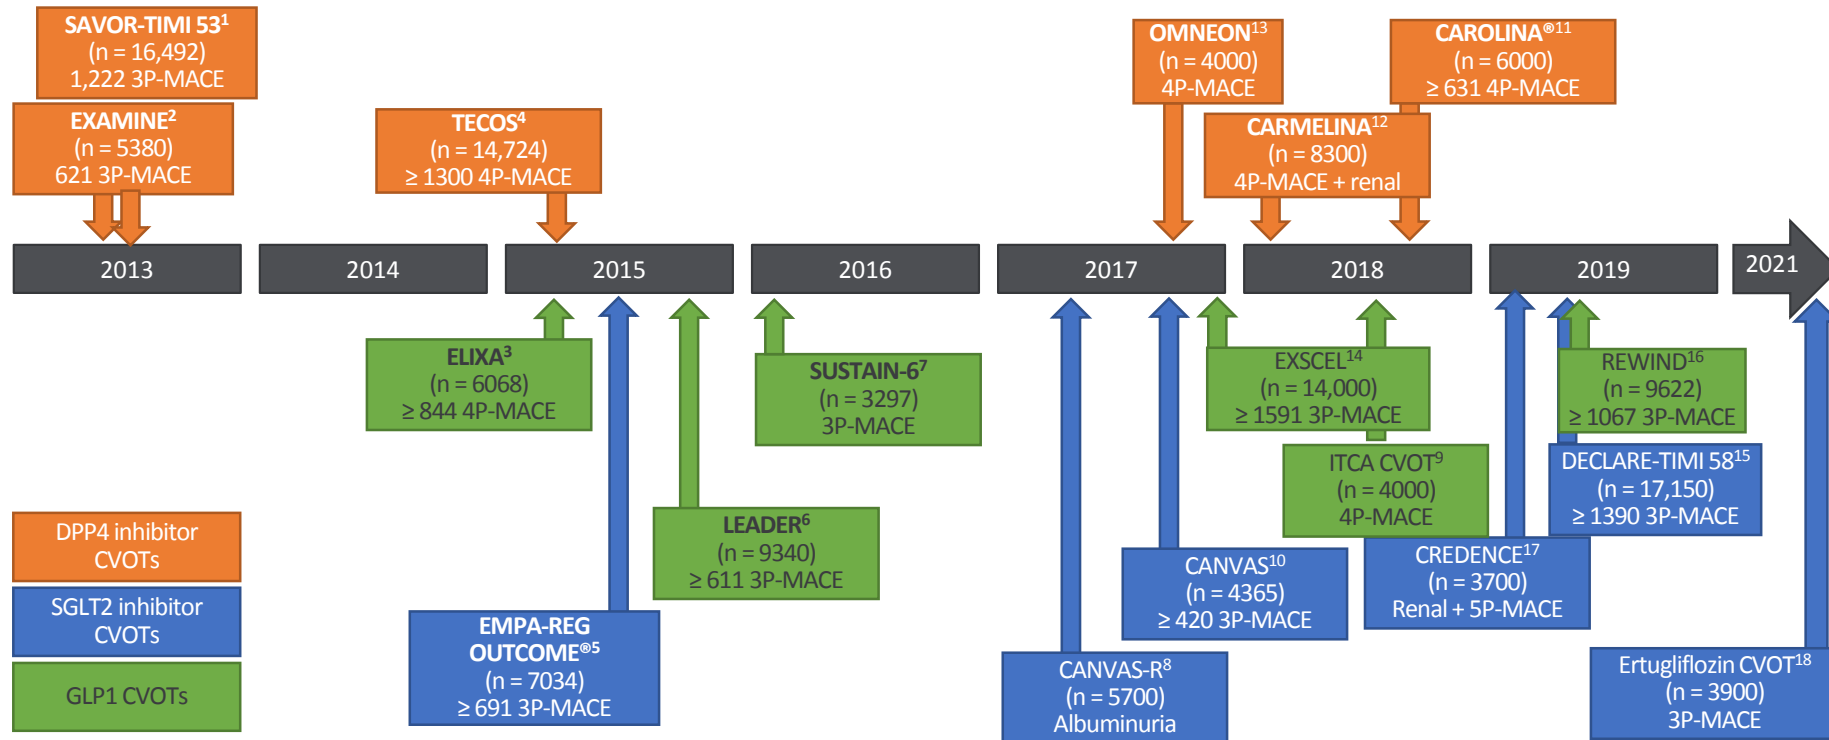 SAVOR-TIMI 53¹
(n = 16,492)
1,222 3P-MACE
EXAMINE²
(n = 5380)
621 3P-MACE
TECOS⁴
(n = 14,724)
≥ 1300 4P-MACE
OMNEON¹³
(n = 4000)
4P-MACE
CARMELINA¹²
(n = 8300)
4P-MACE + renal
CAROLINA®¹¹
(n = 6000)
≥ 631 4P-MACE
2013
2014
2015
2016
2017
2018
2019
2021
ELIXA³
(n = 6068)
≥ 844 4P-MACE
SUSTAIN-6⁷
(n = 3297)
3P-MACE
EXSCEL¹⁴
(n = 14,000)
≥ 1591 3P-MACE
REWIND¹⁶
(n = 9622)
≥ 1067 3P-MACE
ITCA CVOT⁹
(n = 4000)
4P-MACE
DECLARE-TIMI 58¹⁵
(n = 17,150)
≥ 1390 3P-MACE
LEADER⁶
(n = 9340)
≥ 611 3P-MACE
CANVAS¹⁰
(n = 4365)
≥ 420 3P-MACE
CREDENCE¹⁷
(n = 3700)
Renal + 5P-MACE
EMPA-REG
OUTCOME®⁵
(n = 7034)
≥ 691 3P-MACE
CANVAS-R⁸
(n = 5700)
Albuminuria
Ertugliflozin CVOT¹⁸
(n = 3900)
3P-MACE
DPP4 inhibitor
CVOTs
SGLT2 inhibitor
CVOTs
GLP1 CVOTs